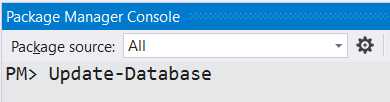 Package Manager Console
Package source: All
PM> Update-Database